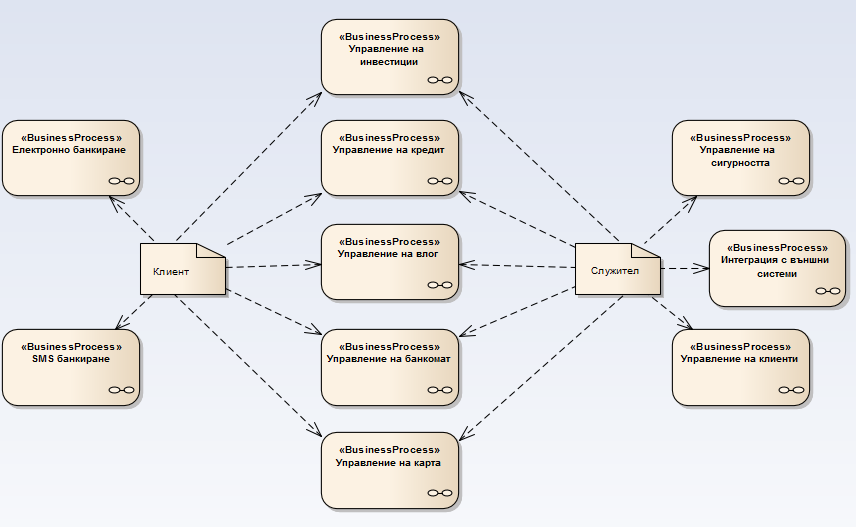 «BusinessProcess»
Управление на
инвестиции
«BusinessProcess»
Електронно банкиране
«BusinessProcess»
Управление на кредит
«BusinessProcess»
Управление на
сигурността
«BusinessProcess»
Управление на влог
«BusinessProcess»
Интеграция с външни
системи
Клиент
Служител
«BusinessProcess»
SMS банкиране
«BusinessProcess»
Управление на банкомат
«BusinessProcess»
Управление на клиенти
«BusinessProcess»
Управление на карта